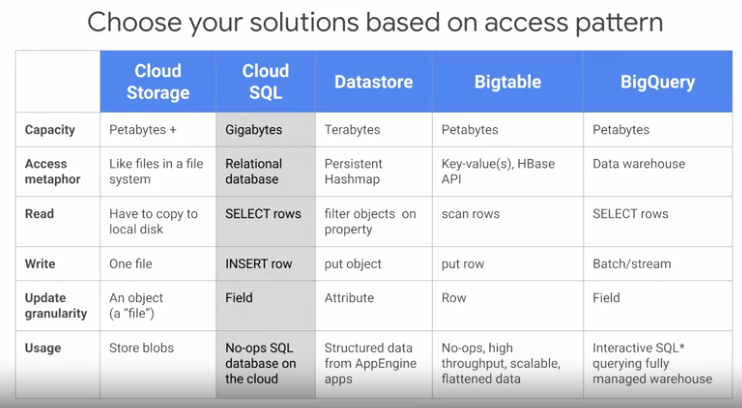 Choose your solutions based on access pattern
Cloud
Storage
Cloud
SQL
Datastore
Bigtable
BigQuery
Capacity
Petabytes +
Gigabytes
Terabytes
Petabytes
Petabytes
Access
metaphor
Like files in a file
system
Relational
database
Persistent
Hashmap
Key-value(s), HBase
API
Data warehouse
Read
Have to copy to
local disk
SELECT rows
filter objects on
property
scan rows
SELECT rows
Write
One file
INSERT row
put object
put row
Batch/stream
Update
granularity
An object
(a “file”)
Field
Attribute
Row
Field
Usage
Store blobs
No-ops SQL
database on
the cloud
Structured data
from AppEngine
apps
No-ops, high
throughput, scalable,
flattened data
Interactive SQL*
querying fully
managed warehouse